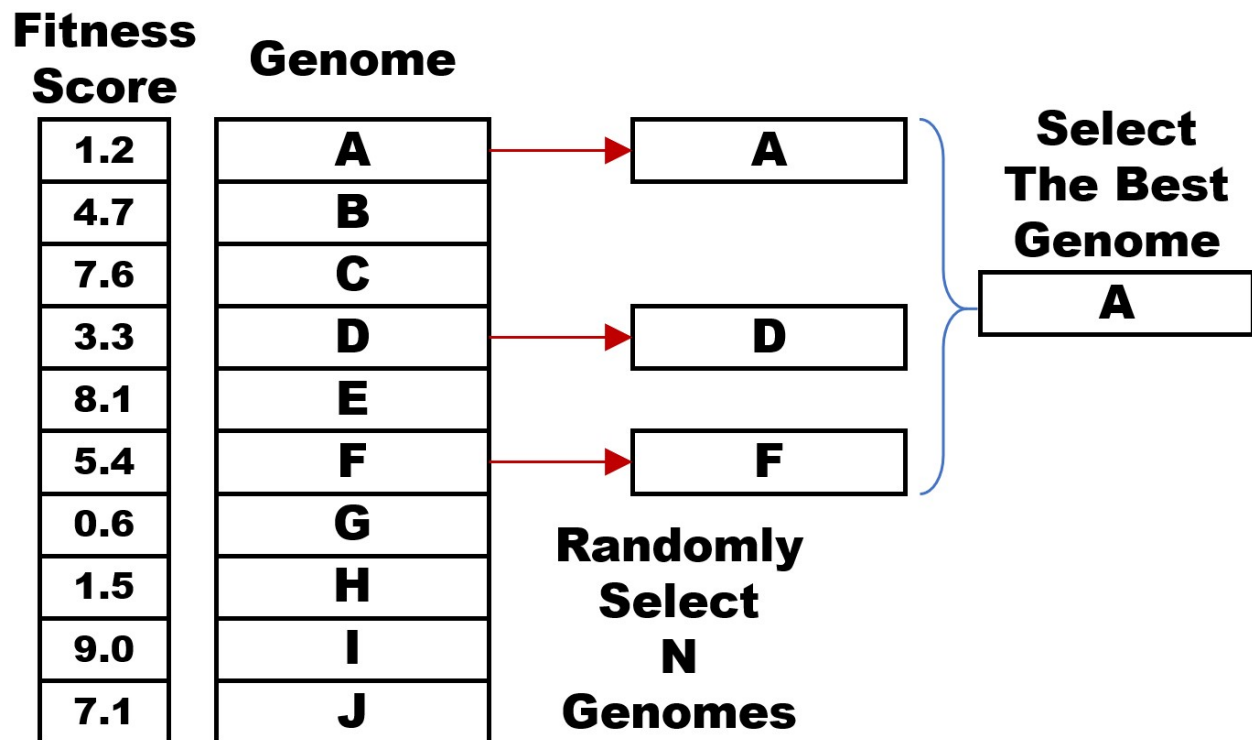 Fitness
Score
Genome
1.2
A
4.7
B
7.6
C
3.3
D
8.1
E
5.4
F
0.6
G
1.5
H
9.0
I
7.1
J
A
D
F
Randomly
Select
N
Genomes
Select
The Best
Genome
A